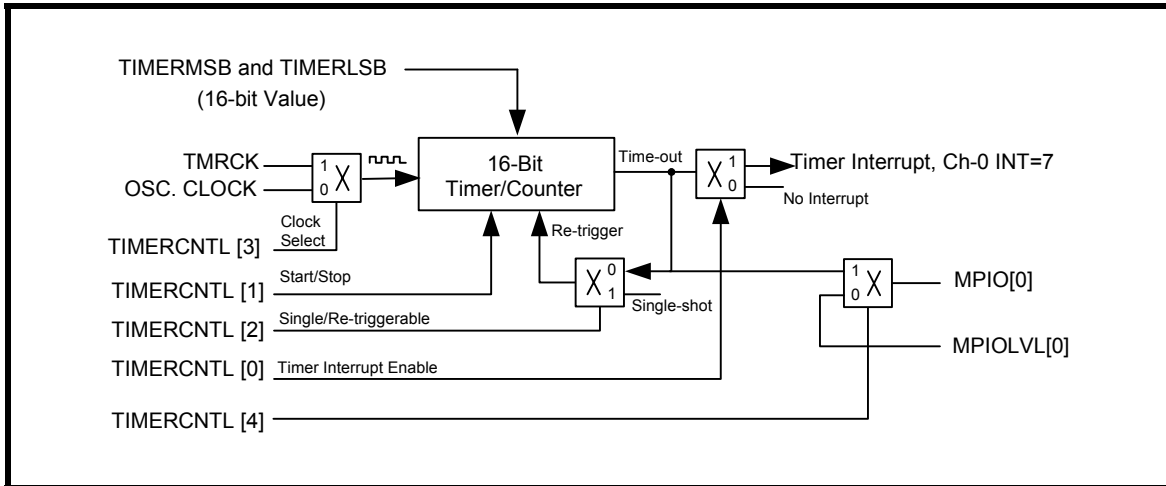 TIMERMSB and TIMERLSB
(16-bit Value)
TMRCK
OSC. CLOCK
1
0
X
16-Bit
Timer/Counter
Time-out
X
1
0
Timer Interrupt, Ch-0 INT=7
No Interrupt
Clock
Select
TIMERCNTL [3]
Re-trigger
Start/Stop
TIMERCNTL [1]
X
0
1
Single-shot
1
0
X
MPIO[0]
Single/Re-triggerable
TIMERCNTL [2]
MPIOLVL[0]
TIMERCNTL [0]
Timer Interrupt Enable
TIMERCNTL [4]